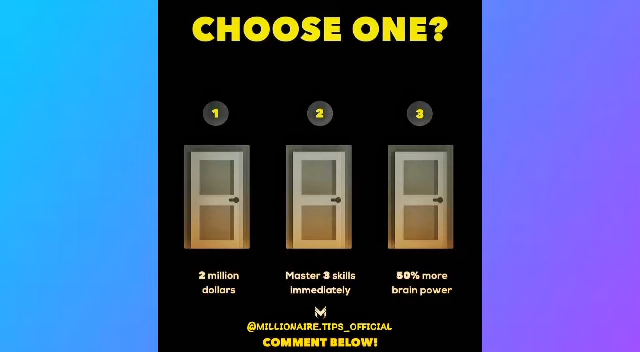 CHOOSE ONE?
1 2 3
2 million Master 3 skills 50% more
dollars immediately brain power
@MILLIONAIRE.TIPS_OFFICIAL
COMMENT BELOW!